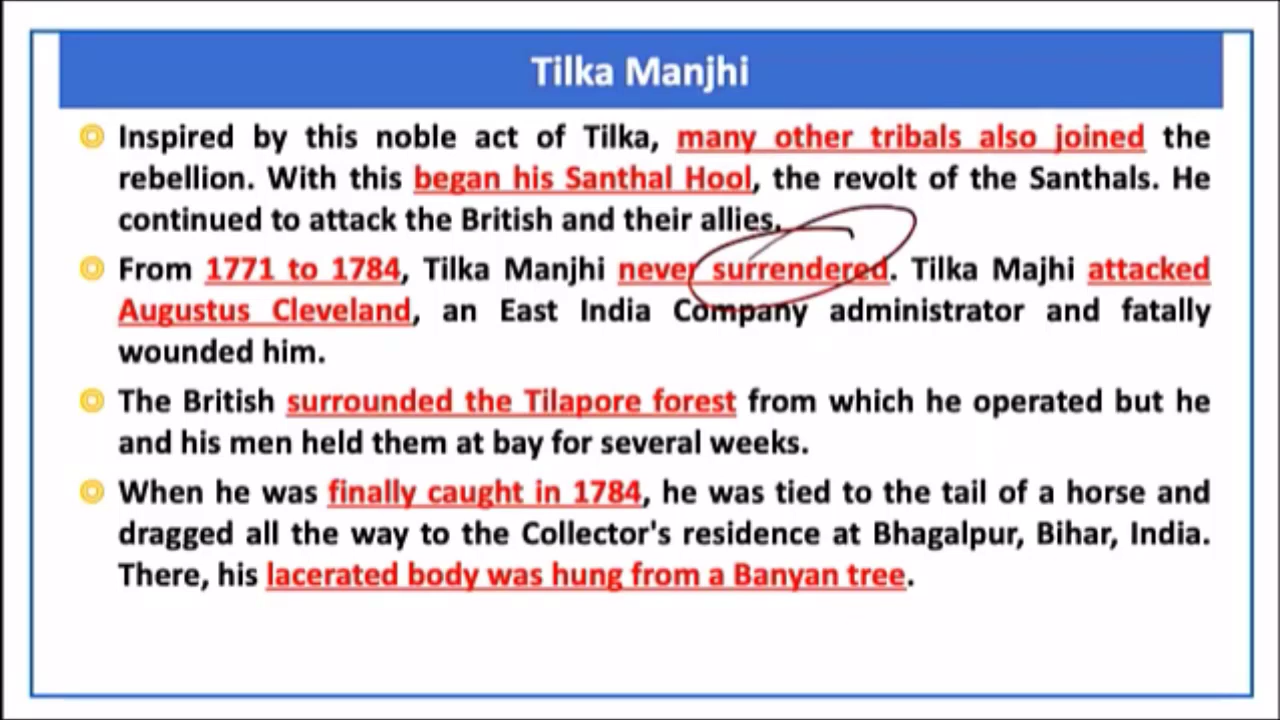 Tilka Manjhi
Inspired by this noble act of Tilka, many other tribals also joined the
rebellion. With this began his Santhal Hool, the revolt of the Santhals. He
continued to attack the British and their allies.
From 1771 to 1784, Tilka Manjhi never surrendered. Tilka Majhi attacked
Augustus Cleveland, an East India Company administrator and fatally
wounded him.
The British surrounded the Tilapore forest from which he operated but he
and his men held them at bay for several weeks.
When he was finally caught in 1784, he was tied to the tail of a horse and
dragged all the way to the Collector's residence at Bhagalpur, Bihar, India.
There, his lacerated body was hung from a Banyan tree.